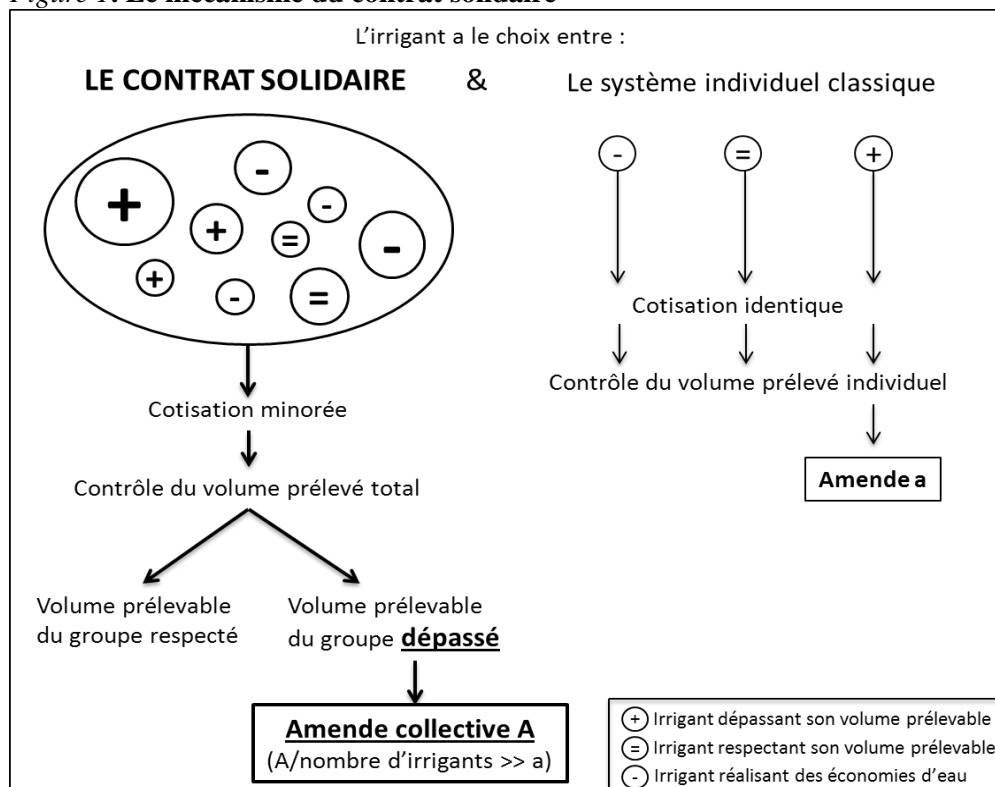 Figure 1. Le mécanisme du contrat solidaire
L'irrigant a le choix entre :
LE CONTRAT SOLIDAIRE & Le système individuel classique
+
-
-
+
=
-
+
-
=
Cotisation minorée
Contrôle du volume prélevé total
Volume prélevable
du groupe respecté
Volume prélevable
du groupe dépassé
Amende collective A
(A/nombre d'irrigants >> a)
- = +
Cotisation identique
Contrôle du volume prélevé individuel
Amende a
+ Irrigant dépassant son volume prélevable
= Irrigant respectant son volume prélevable
- Irrigant réalisant des économies d'eau